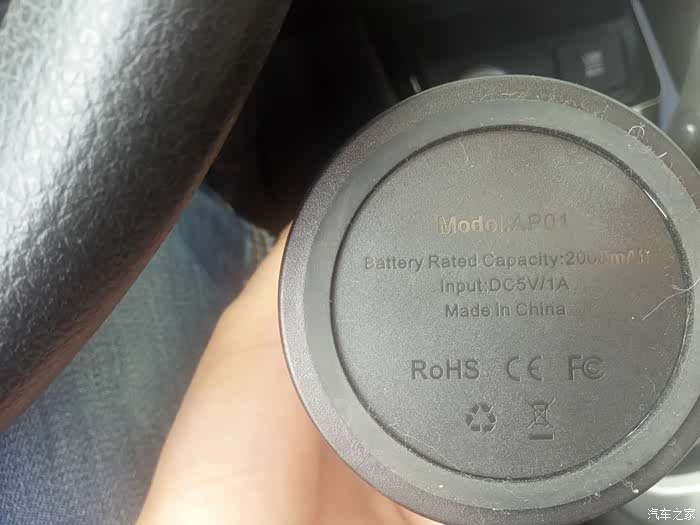 Model:AP01
Battery Rated Capacity:2000mAH
Input:DC5V/1A
Made In China
RoHS CE FC
汽车之家